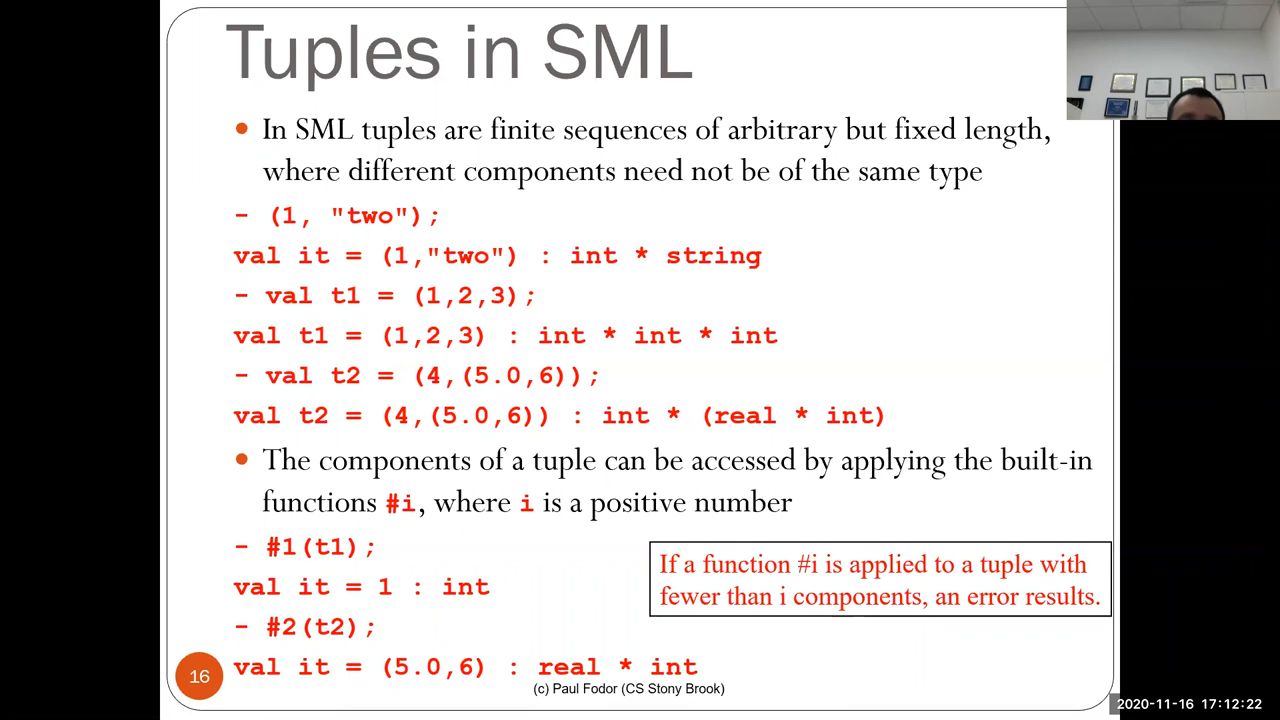 Tuples in SML
• In SML tuples are finite sequences of arbitrary but fixed length,
where different components need not be of the same type
- (1, "two");
val it = (1,"two") : int * string
- val t1 = (1,2,3);
val t1 = (1,2,3) : int * int * int
- val t2 = (4,(5.0,6));
val t2 = (4,(5.0,6)) : int * (real * int)
• The components of a tuple can be accessed by applying the built-in
functions #i, where i is a positive number
- #1(t1);
val it = 1 : int
- #2(t2);
val it = (5.0,6) : real * int
If a function #i is applied to a tuple with
fewer than i components, an error results.
16
(c) Paul Fodor (CS Stony Brook)
2020-11-16 17:12:22